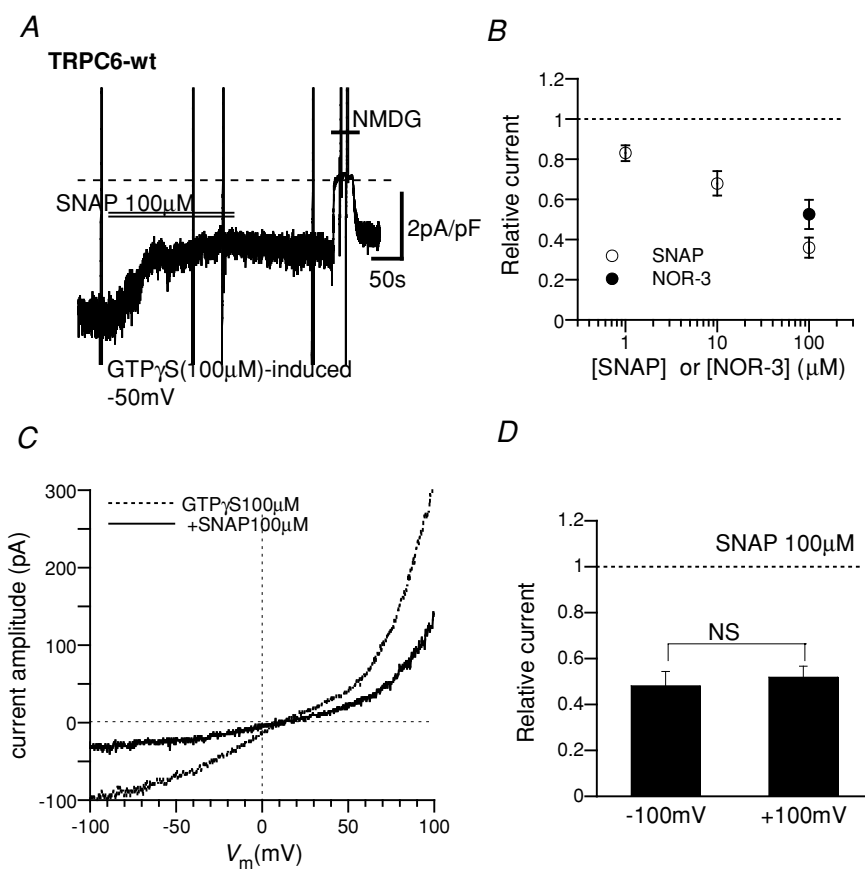 A
TRPC6-wt
NMDG
SNAP 100μM
2pA/pF
50s
GTPγS(100μM)-induced
-50mV
B
Relative current
1.2
1
0.8
0.6
0.4
0.2
0
SNAP
NOR-3
1
10
100
[SNAP] or [NOR-3] (μM)
C
current amplitude (pA)
300
200
100
0
-100
GTPγS100μM
+SNAP100μM
-100
-50
0
50
100
Vm(mV)
D
Relative current
1.2
1
0.8
0.6
0.4
0.2
0
SNAP 100μM
NS
-100mV
+100mV